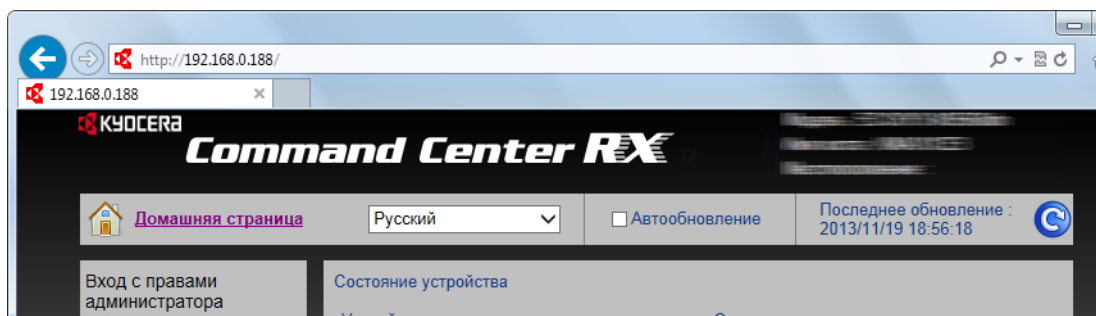 http://192.168.0.188/
192.168.0.188
KYOCERA
Command Center RX
Домашняя страница
Русский
Автообновление
Последнее обновление :
2013/11/19 18:56:18
Вход с правами
администратора
Состояние устройства